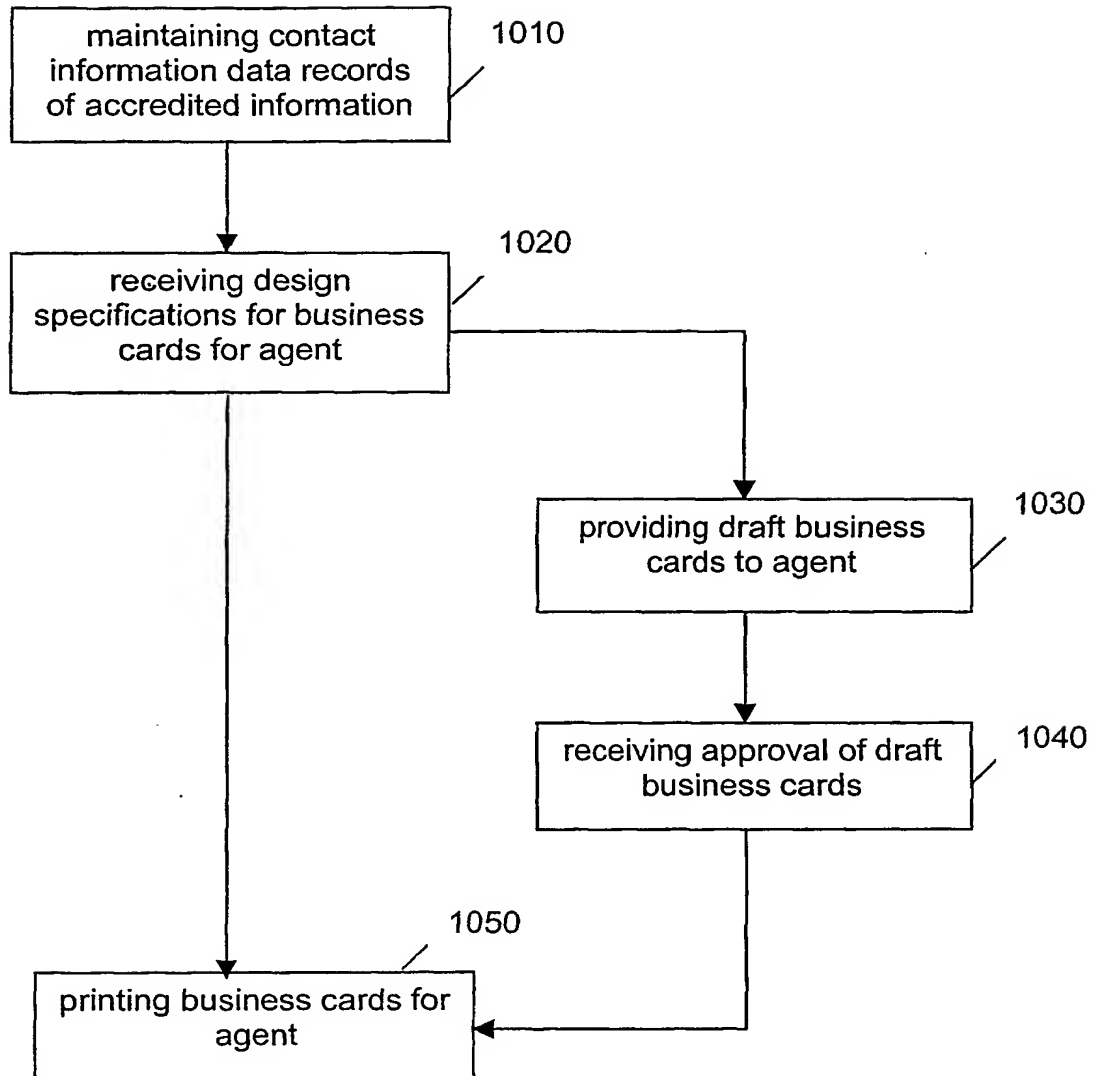 maintaining contact
information data records
of accredited information
1010
receiving design
specifications for business
cards for agent
1020
providing draft business
cards to agent
1030
receiving approval of draft
business cards
1040
1050
printing business cards for
agent